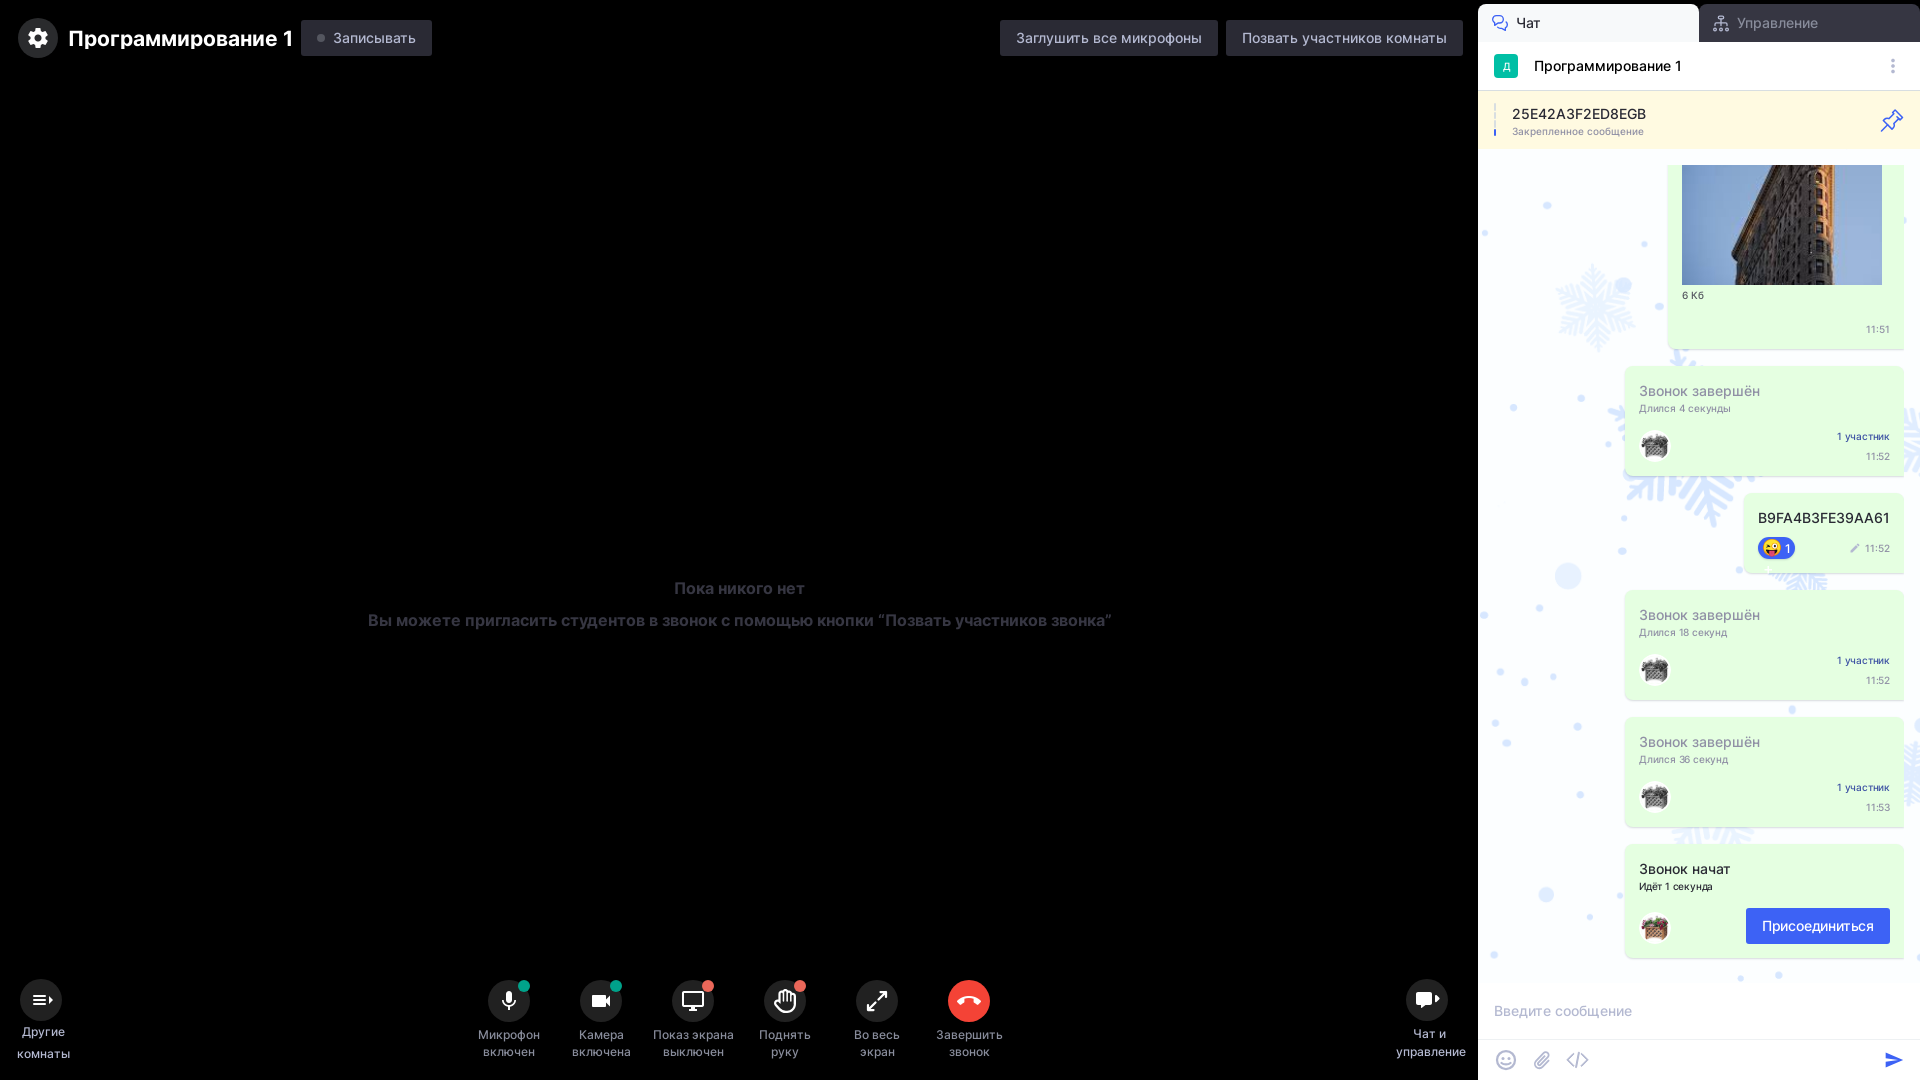 Программирование 1
Записывать
Заглушить все микрофоны
Позвать участников комнаты
Чат
Управление
Д
Программирование 1
25E42A3F2ED8EGB
Закрепленное сообщение
6 Кб
11:51
Звонок завершён
Длился 4 секунды
1 участник
11:52
B9FA4B3FE39AA61
1
11:52
Звонок завершён
Длился 18 секунд
1 участник
11:52
Звонок завершён
Длился 36 секунд
1 участник
11:53
Звонок начат
Идёт 1 секунда
Присоединиться
Пока никого нет
Вы можете пригласить студентов в звонок с помощью кнопки “Позвать участников звонка”
Другие
комнаты
Микрофон
включен
Камера
включена
Показ экрана
выключен
Поднять
руку
Во весь
экран
Завершить
звонок
Чат и
управление
Введите сообщение